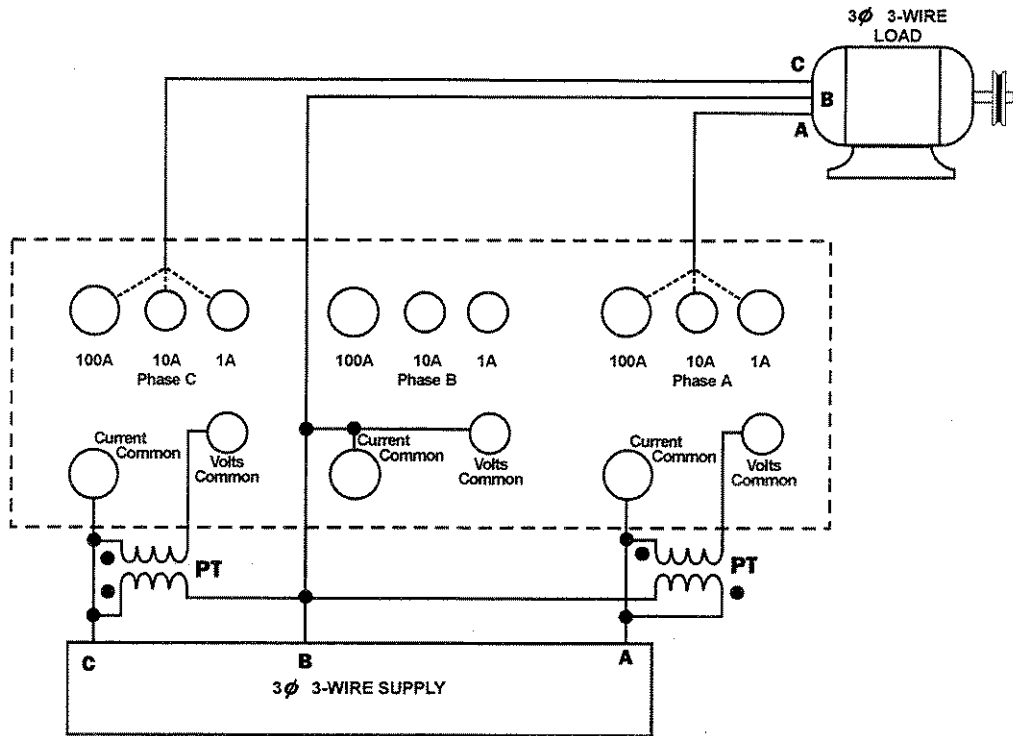 3ϕ 3-WIRE
LOAD
C
B
A
100A 10A 1A
Phase C
100A 10A 1A
Phase B
100A 10A 1A
Phase A
Current
Common
Volts
Common
Current
Common
Volts
Common
Current
Common
Volts
Common
PT
PT
C B A
3ϕ 3-WIRE SUPPLY